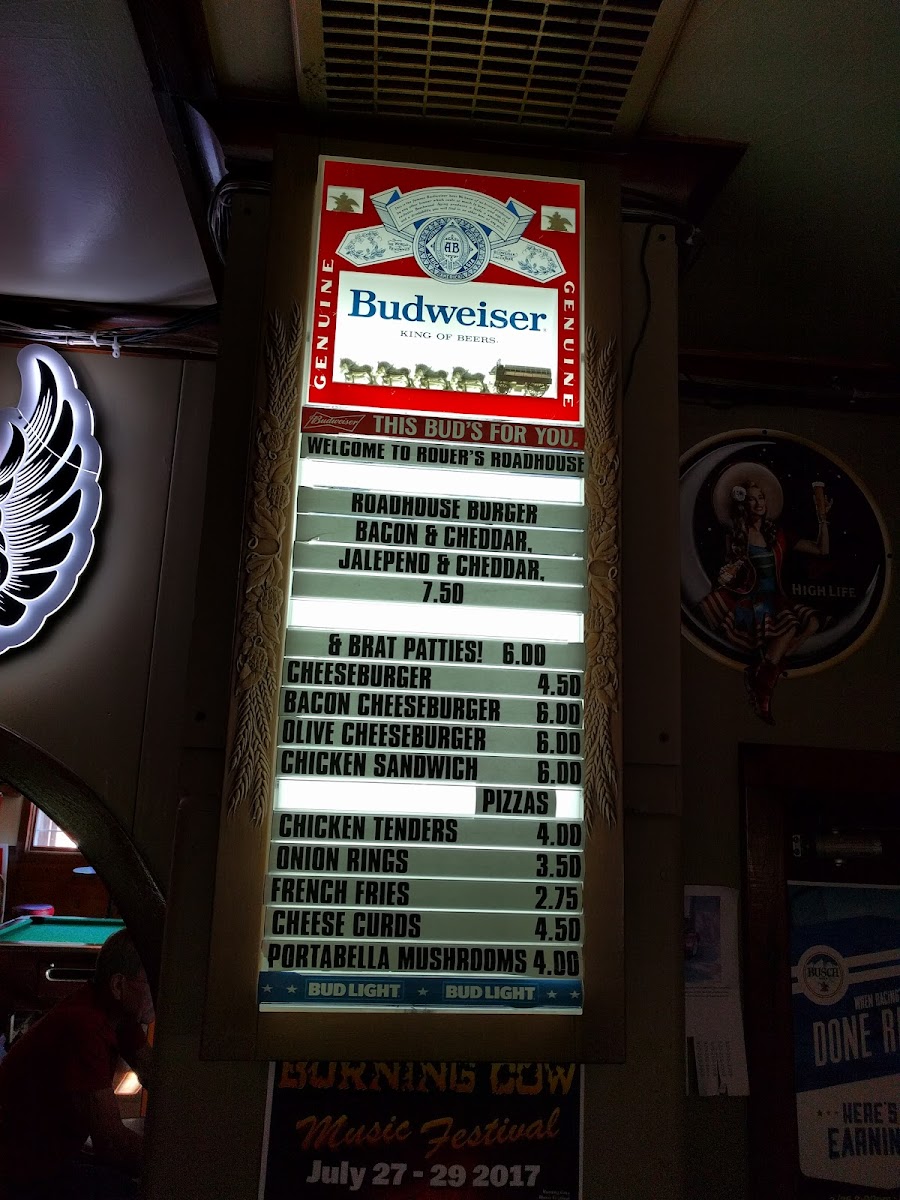 GENUINE
AB
Budweiser
KING OF BEERS.
GENUINE
Budweiser THIS BUD'S FOR YOU.
WELCOME TO ROUER'S ROADHOUSE
ROADHOUSE BURGER
BACON & CHEDDAR,
JALEPENO & CHEDDAR,
7.50
& BRAT PATTIES! 6.00
CHEESEBURGER 4.50
BACON CHEESEBURGER 6.00
OLIVE CHEESEBURGER 6.00
CHICKEN SANDWICH 6.00
PIZZAS
CHICKEN TENDERS 4.00
ONION RINGS 3.50
FRENCH FRIES 2.75
CHEESE CURDS 4.50
PORTABELLA MUSHROOMS 4.00
BUD LIGHT BUD LIGHT
BURNING COW
Music Festival
July 27 - 29 2017
HIGH LIFE
BUSCH
WHEN RACING
DONE
HERE'S
EARNIN